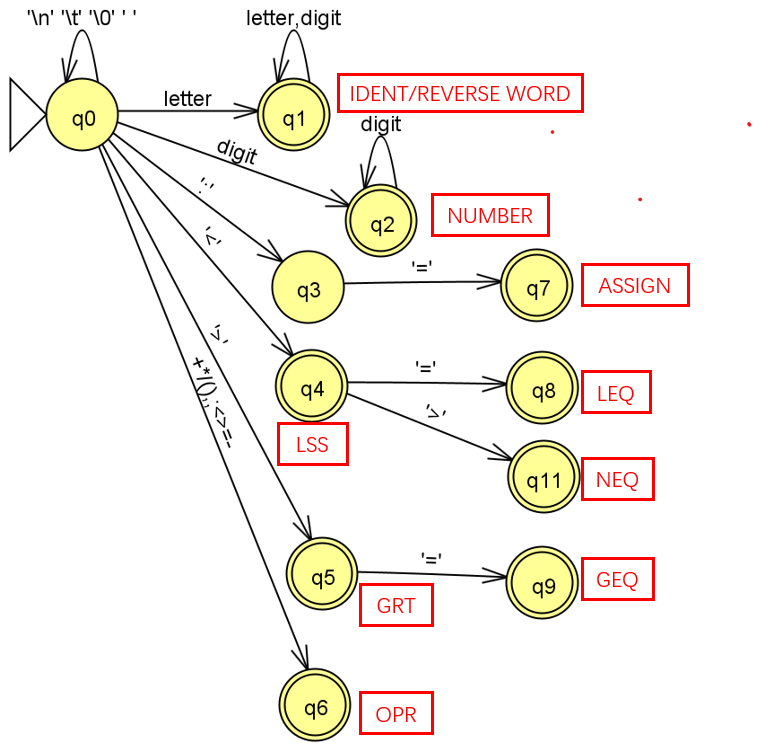 '\n' '\t' '\0' ' '
letter,digit
q0
letter
q1
IDENT/REVERSE WORD
digit
digit
q2
NUMBER
':'
q3
'='
q7
ASSIGN
'<'
q4
LSS
'='
q8
LEQ
'>'
q11
NEQ
'>'
q5
GRT
'='
q9
GEQ
q6
OPR